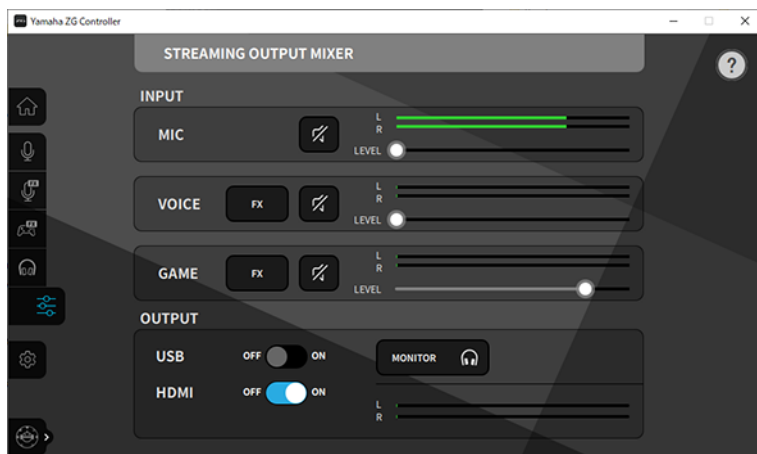 Yamaha ZG Controller
STREAMING OUTPUT MIXER
?
INPUT
MIC
L
R
LEVEL
VOICE
FX
L
R
LEVEL
GAME
FX
L
R
LEVEL
OUTPUT
USB
OFF
ON
MONITOR
HDMI
OFF
ON
L
R